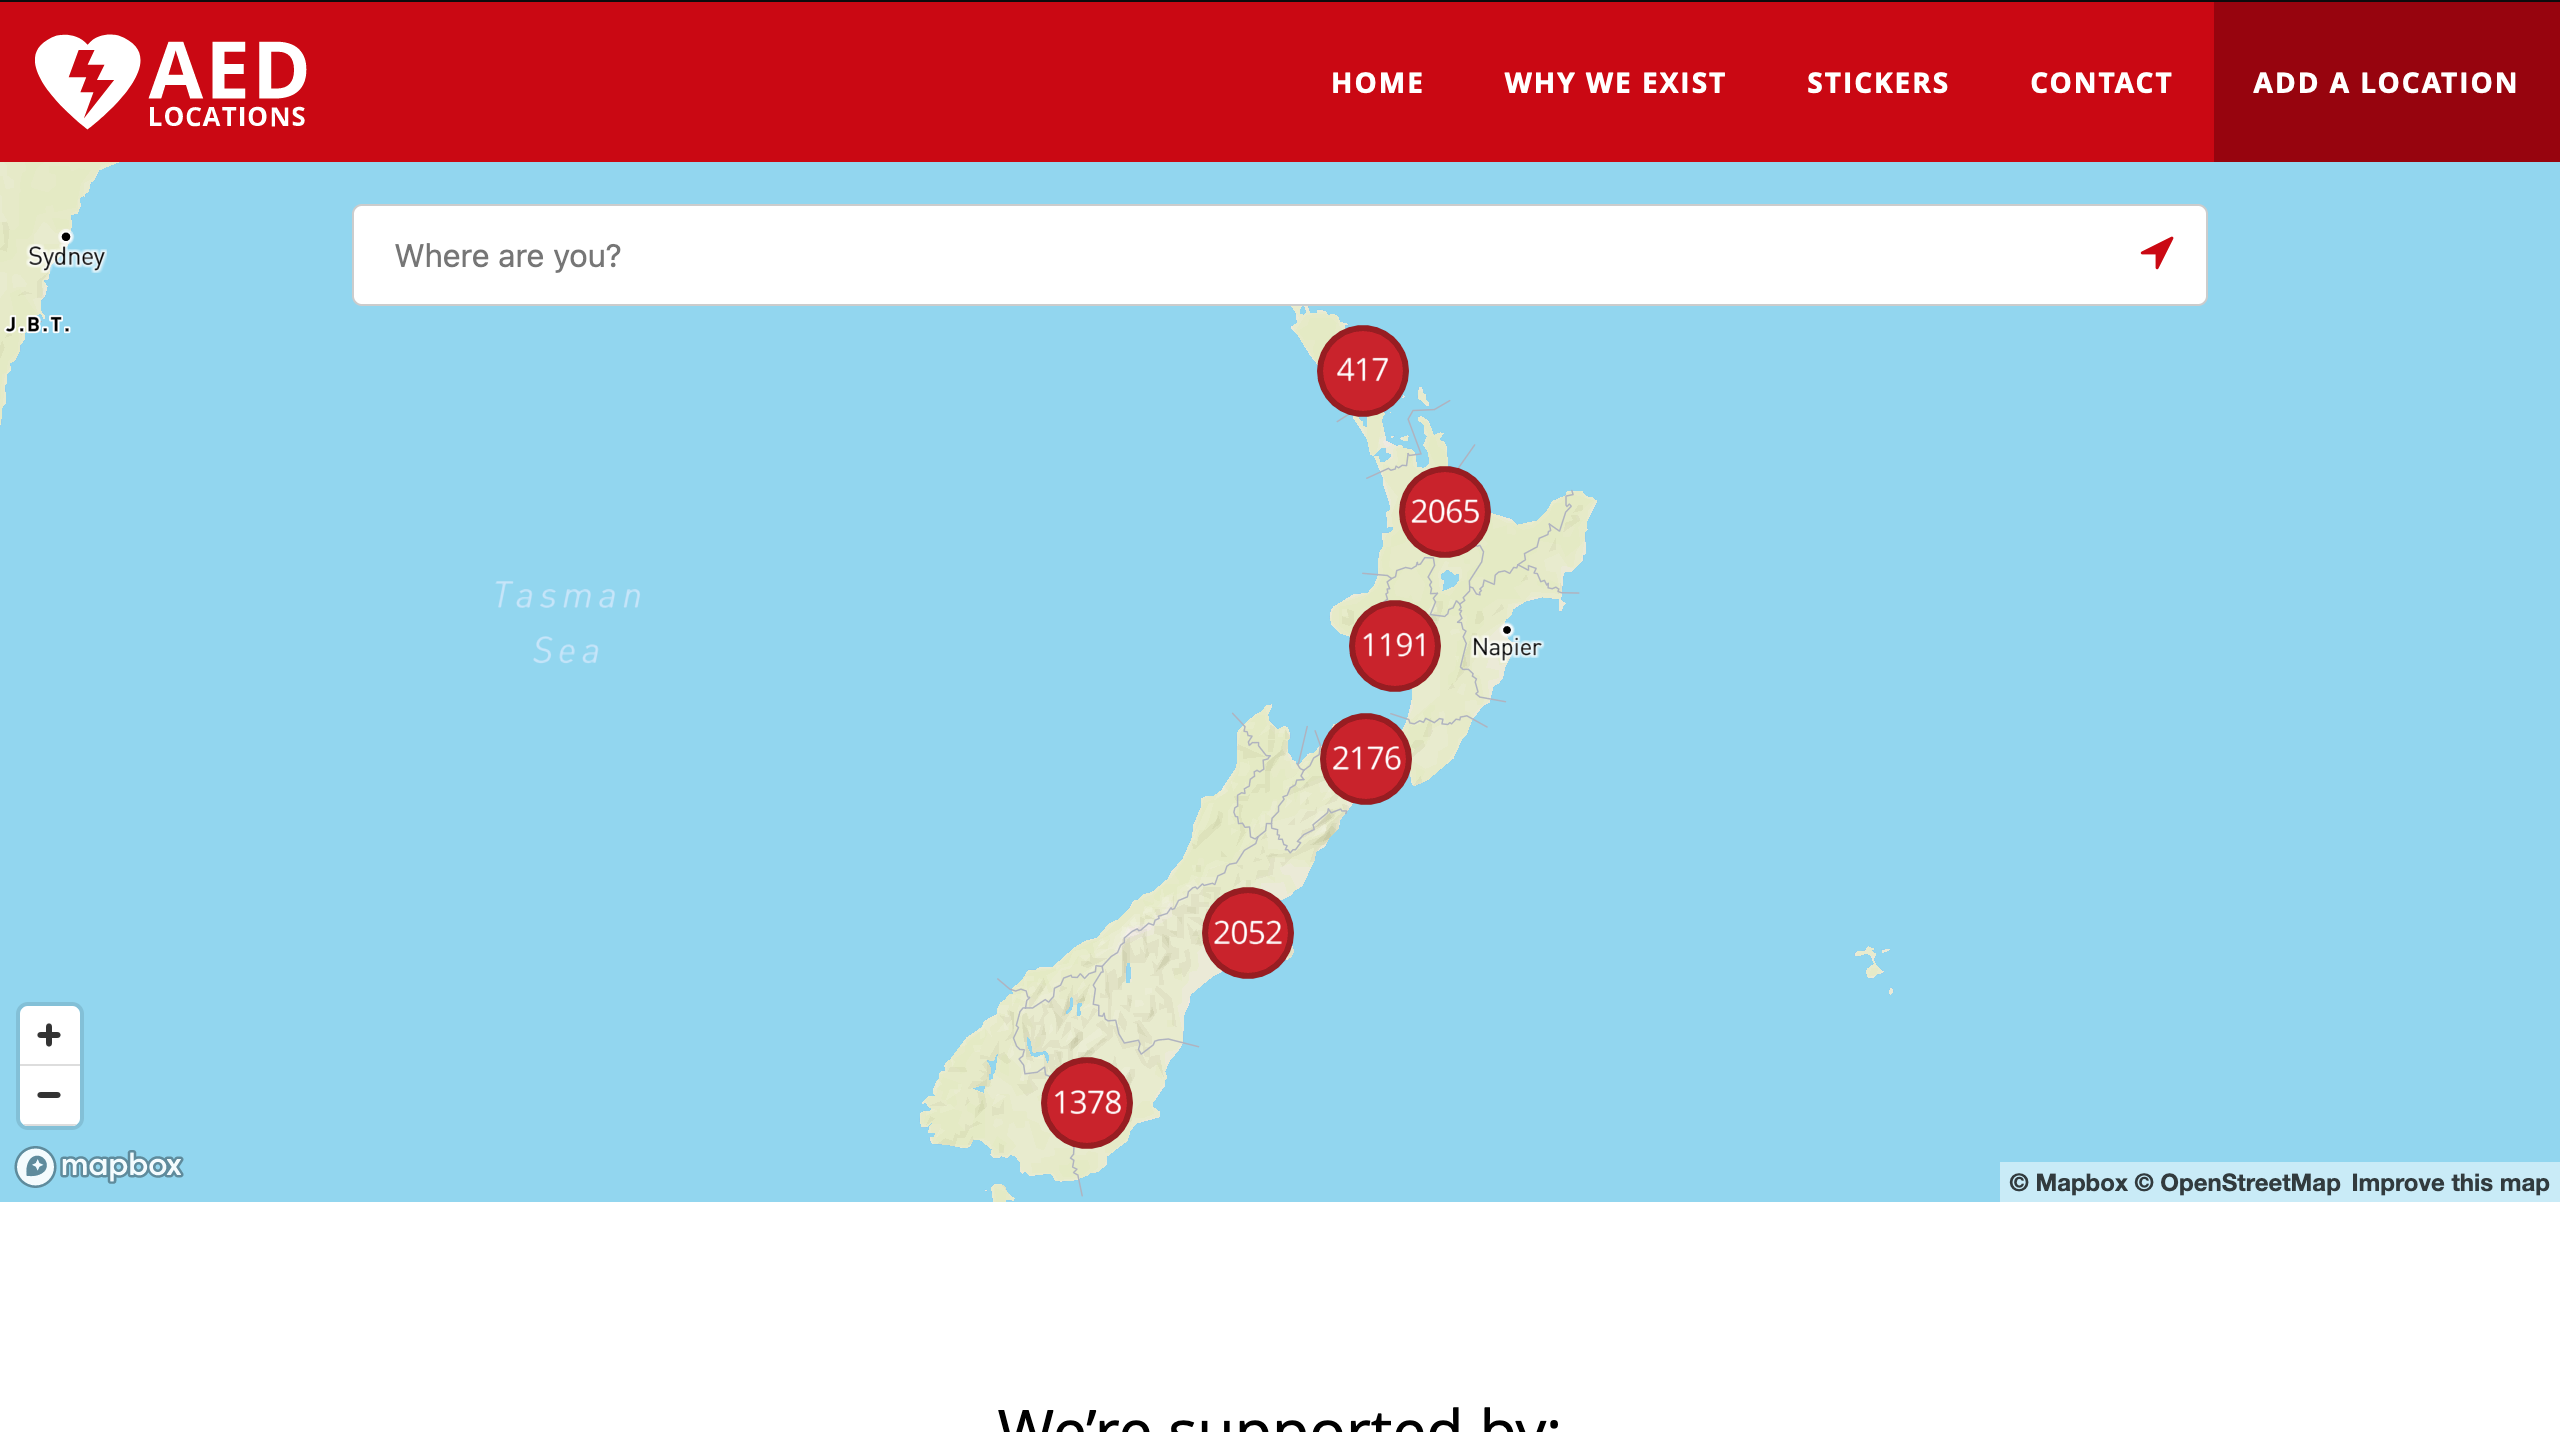 AED
LOCATIONS
HOME
WHY WE EXIST
STICKERS
CONTACT
ADD A LOCATION
Where are you?
Sydney
J.B.T.
417
2065
Tasman
Sea
1191
Napier
2176
2052
1378
+
−
mapbox
© Mapbox © OpenStreetMap Improve this map
We're supported by: